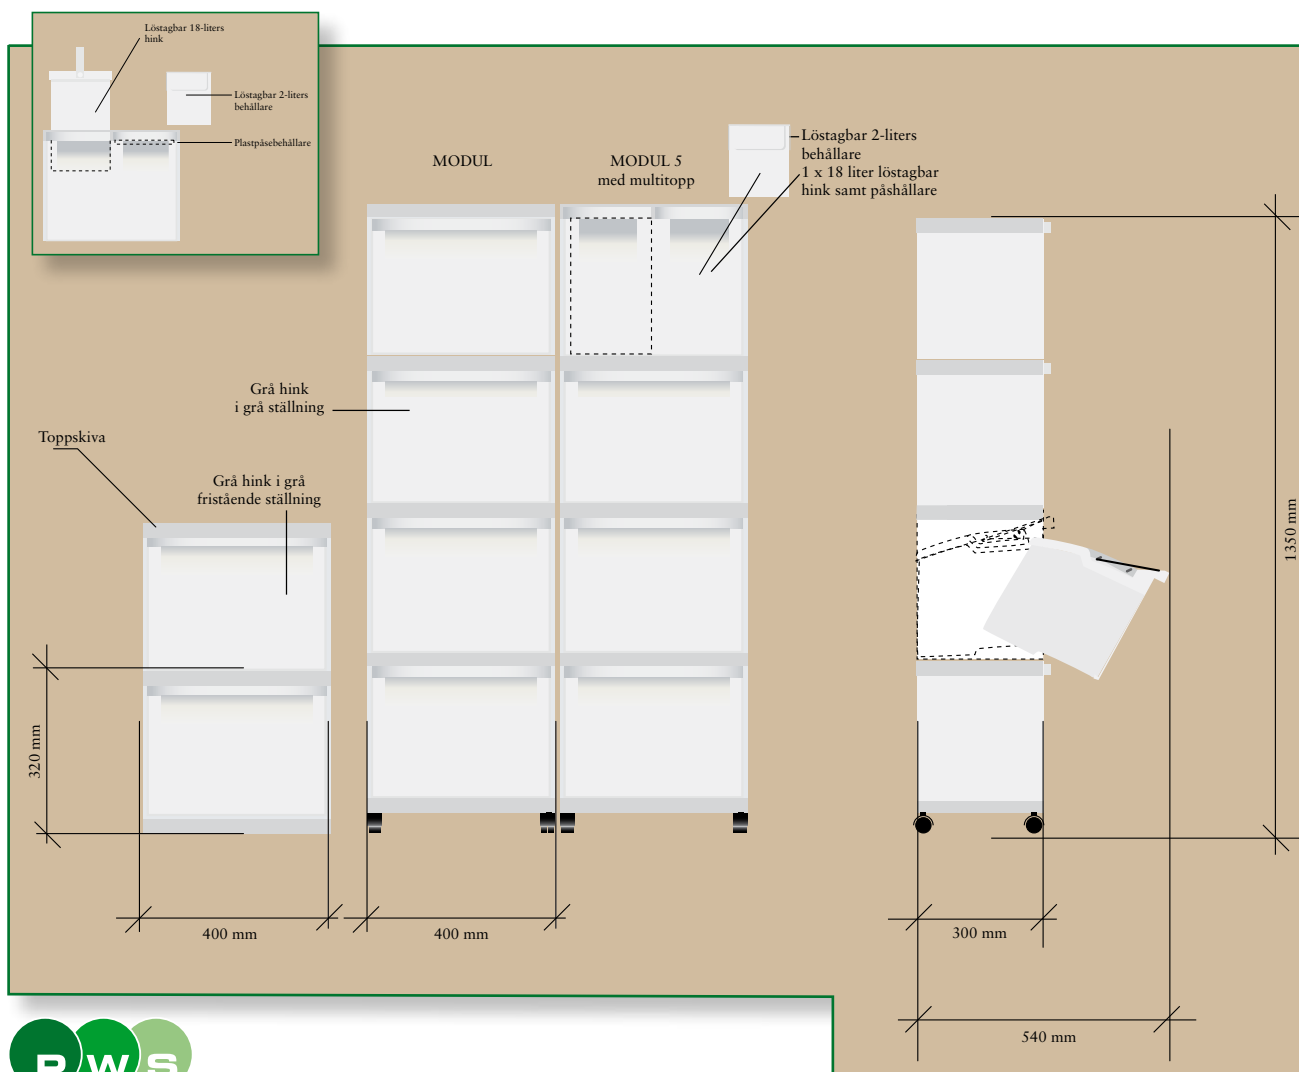 Löstagbar 18-liters
hink
Löstagbar 2-liters
behållare
Plastpåsebehållare
MODUL
MODUL 5
med multitopp
Löstagbar 2-liters
behållare
1 x 18 liter löstagbar
hink samt påshållare
Grå hink
i grå ställning
Toppskiva
Grå hink i grå
fristående ställning
320 mm
1350 mm
400 mm
400 mm
300 mm
540 mm
PWS